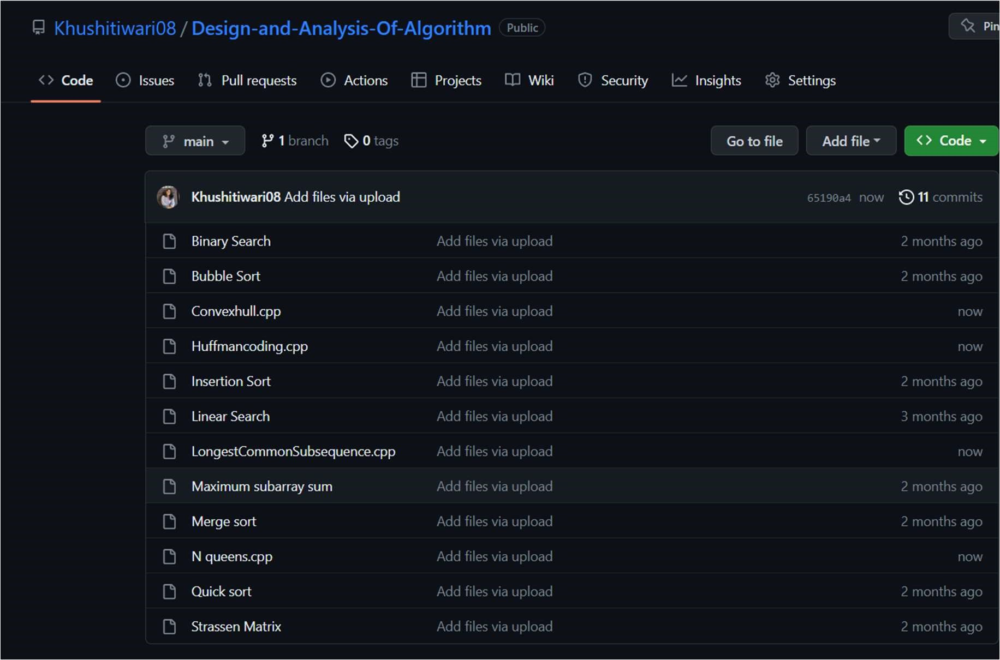 Khushitiwari08 / Design-and-Analysis-Of-Algorithm Public Pin
Code Issues Pull requests Actions Projects Wiki Security Insights Settings
main 1 branch 0 tags Go to file Add file Code
Khushitiwari08 Add files via upload 65190a4 now 11 commits
Binary Search Add files via upload 2 months ago
Bubble Sort Add files via upload 2 months ago
Convexhull.cpp Add files via upload now
Huffmancoding.cpp Add files via upload now
Insertion Sort Add files via upload 2 months ago
Linear Search Add files via upload 3 months ago
LongestCommonSubsequence.cpp Add files via upload now
Maximum subarray sum Add files via upload 2 months ago
Merge sort Add files via upload 2 months ago
N queens.cpp Add files via upload now
Quick sort Add files via upload 2 months ago
Strassen Matrix Add files via upload 2 months ago